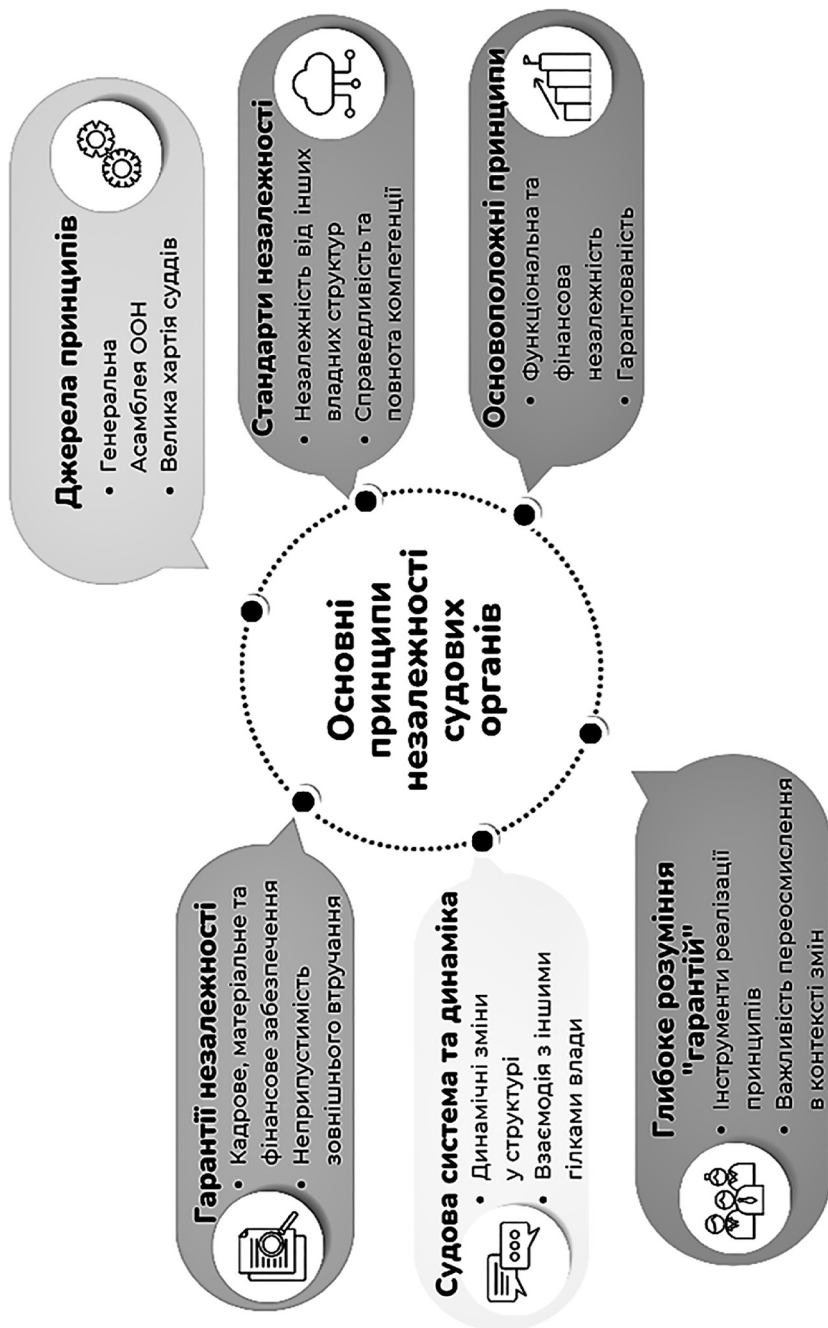 Основні
принципи
незалежності
судових
органів
Джерела принципів
• Генеральна
Асамблея ООН
• Велика хартія суддів
Стандарти незалежності
• Незалежність від інших
владних структур
• Справедливість та
повнота компетенції
Основоположні принципи
• Функціональна та
фінансова
незалежність
• Гарантованість
Гарантії незалежності
• Кадрове, матеріальне та
фінансове забезпечення
• Неприпустимість
зовнішнього втручання
Судова система та динаміка
• Динамічні зміни
у структурі
• Взаємодія з іншими
гілками влади
Глибоке розуміння
"гарантій"
• Інструменти реалізації
принципів
• Важливість переосмислення
в контексті змін